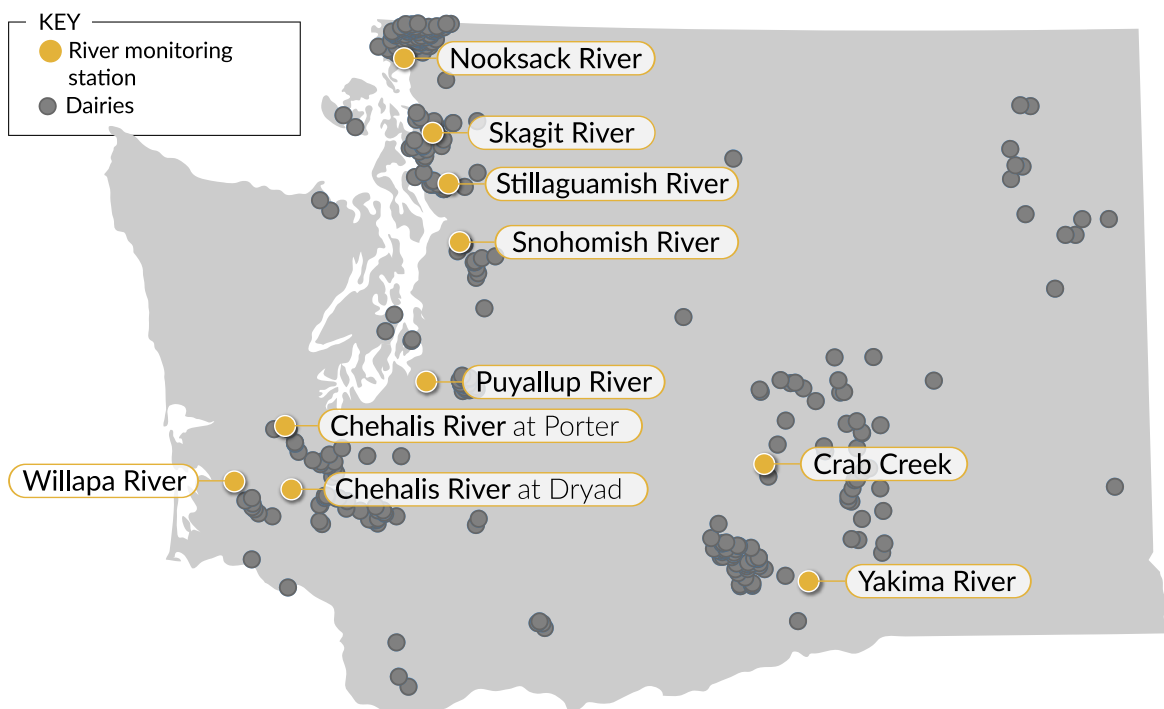 KEY
River monitoring
station
Dairies
Nooksack River
Skagit River
Stillaguamish River
Snohomish River
Puyallup River
Chehalis River at Porter
Willapa River
Chehalis River at Dryad
Crab Creek
Yakima River